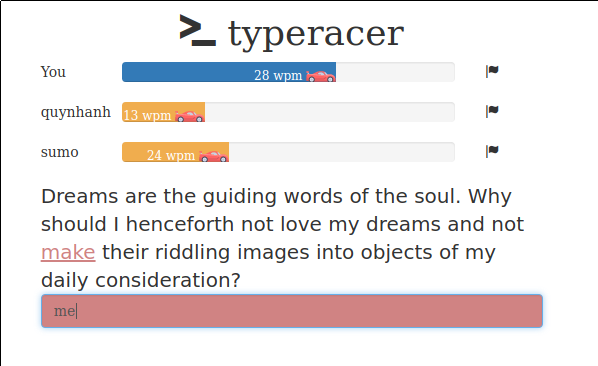 >_ typeracer
You
28 wpm
quynhanh
13 wpm
sumo
24 wpm
Dreams are the guiding words of the soul. Why
should I henceforth not love my dreams and not
make their riddling images into objects of my
daily consideration?
me